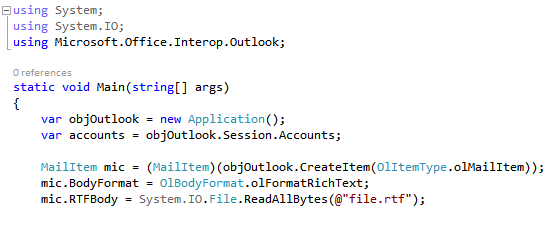 using System;
using System.IO;
using Microsoft.Office.Interop.Outlook;
0 references
static void Main(string[] args)
{
var objOutlook = new Application();
var accounts = objOutlook.Session.Accounts;
MailItem mic = (MailItem)(objOutlook.CreateItem(OlItemType.olMailItem));
mic.BodyFormat = OlBodyFormat.olFormatRichText;
mic.RTFBody = System.IO.File.ReadAllBytes(@"file.rtf");